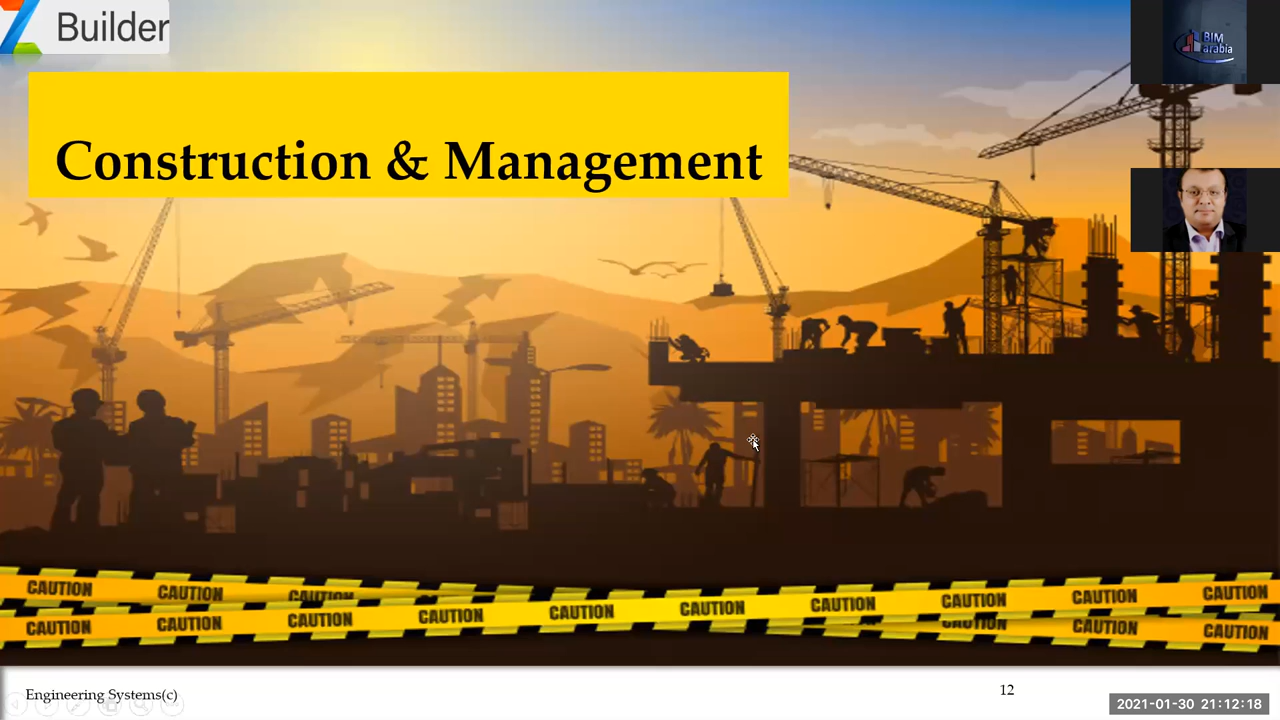 Builder
BIM
arabia
Construction & Management
CAUTION CAUTION CAUTION
CAUTION CAUTION CAUTION CAUTION CAUTION CAUTION CAUTION CAUTION CAUTION CAUTION
CAUTION CAUTION CAUTION
Engineering Systems(c)
12
2021-01-30 21:12:18